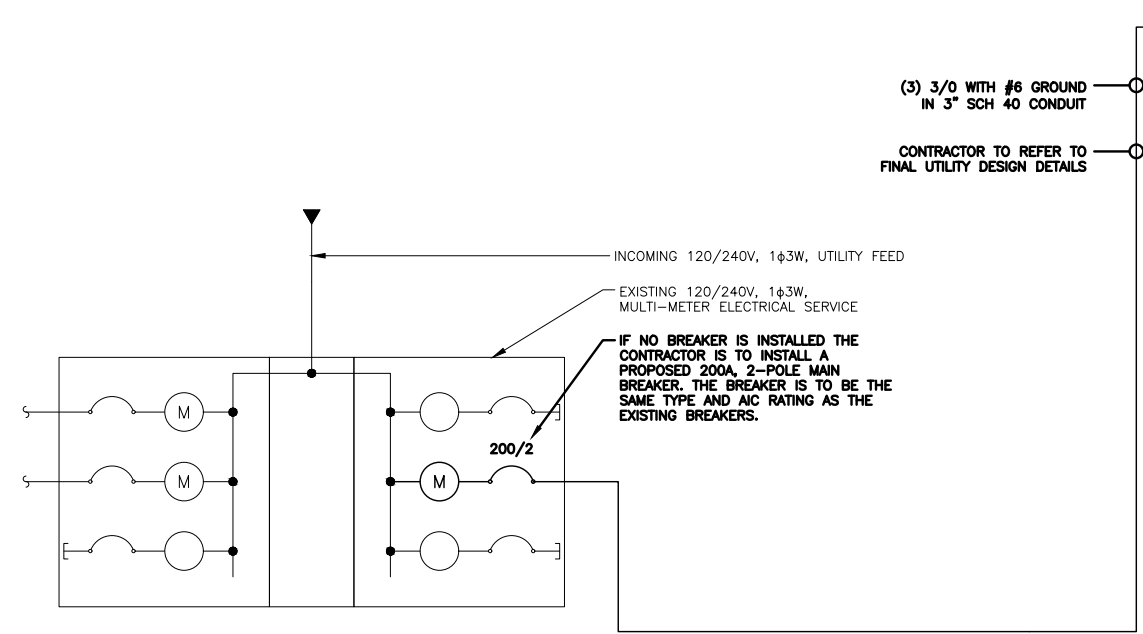 (3) 3/0 WITH #6 GROUND
IN 3" SCH 40 CONDUIT
CONTRACTOR TO REFER TO
FINAL UTILITY DESIGN DETAILS
INCOMING 120/240V, 1ϕ3W, UTILITY FEED
EXISTING 120/240V, 1ϕ3W,
MULTI-METER ELECTRICAL SERVICE
IF NO BREAKER IS INSTALLED THE
CONTRACTOR IS TO INSTALL A
PROPOSED 200A, 2-POLE MAIN
BREAKER. THE BREAKER IS TO BE THE
SAME TYPE AND AIC RATING AS THE
EXISTING BREAKERS.
200/2
M
M
M